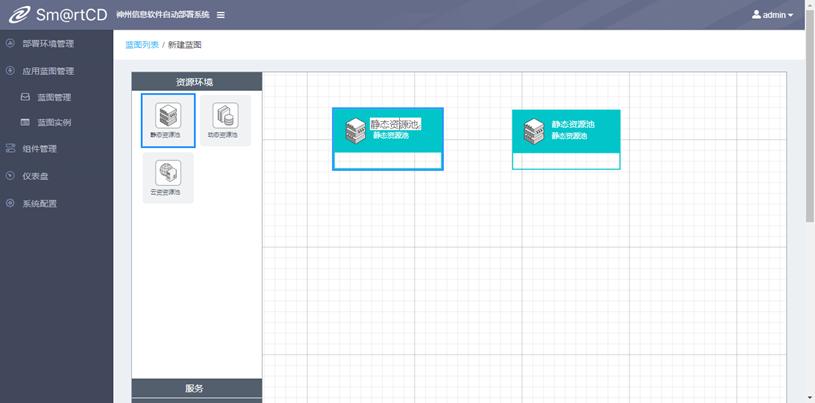 Sm@rtCD 神州信息软件自动部署系统 admin
部署环境管理
应用蓝图管理
蓝图管理
蓝图实例
组件管理
仪表盘
系统配置
蓝图列表 / 新建蓝图
资源环境
静态资源池 动态资源池
云资资源池
服务
静态资源池
静态资源池
静态资源池
静态资源池